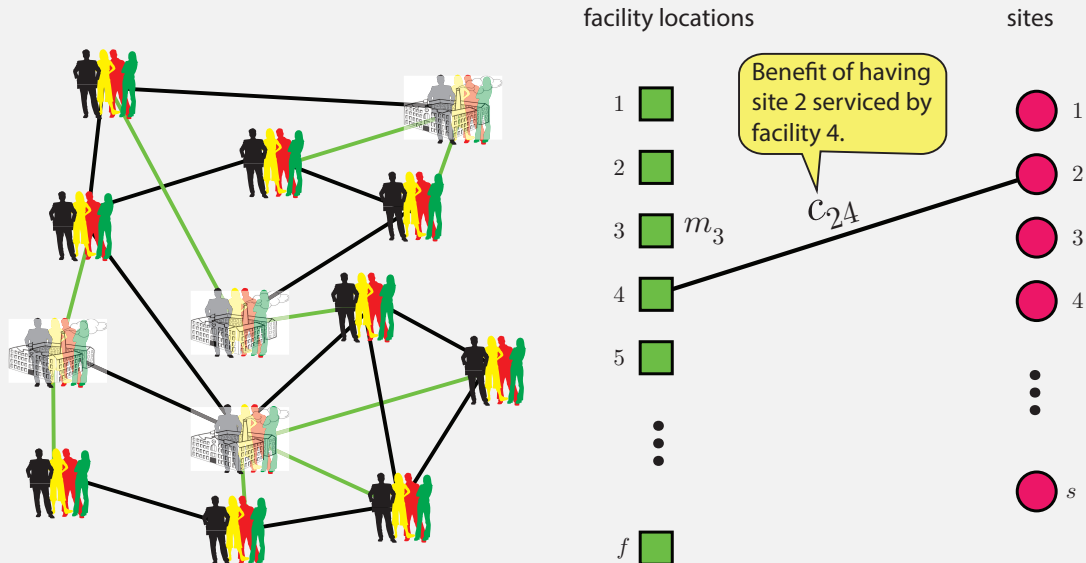 facility locations
sites
Benefit of having
site 2 serviced by
facility 4.
1
2
3
m₃
4
5
f
c₂₄
1
2
3
4
s